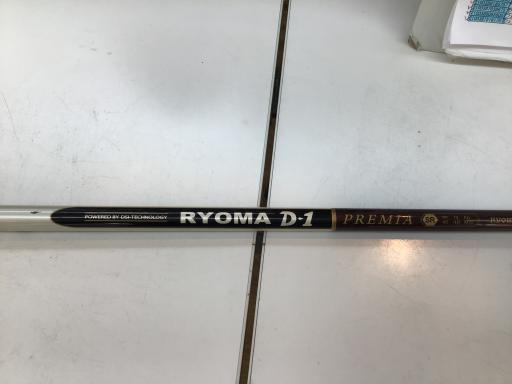 POWERED BY DSI-TECHNOLOGY RYOMA D-1 PREMIA SR